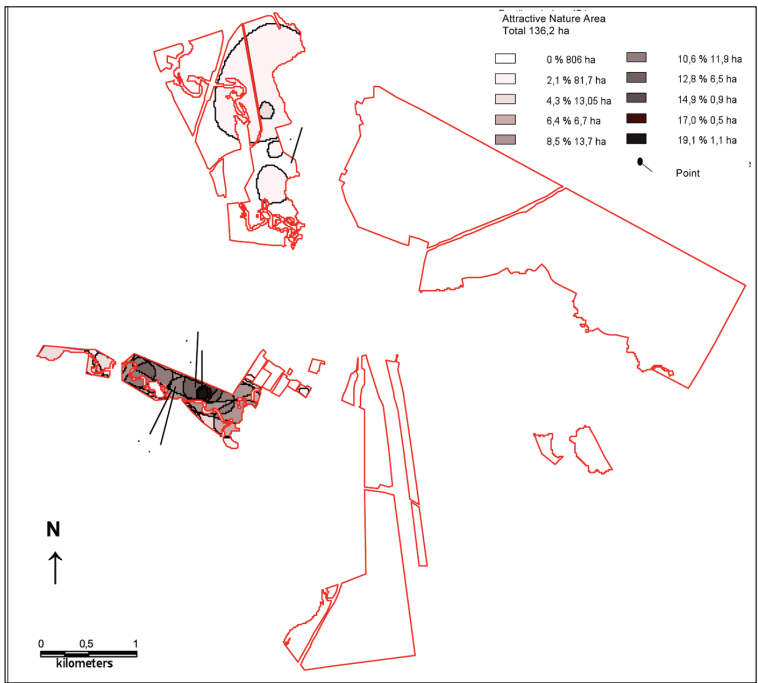 Attractive Nature Area
Total 136,2 ha
0 % 806 ha
2,1 % 81,7 ha
4,3 % 13,05 ha
6,4 % 6,7 ha
8,5 % 13,7 ha
10,6 % 11,9 ha
12,8 % 6,5 ha
14,9 % 0,9 ha
17,0 % 0,5 ha
19,1 % 1,1 ha
Point
N
0 0,5 1
kilometers